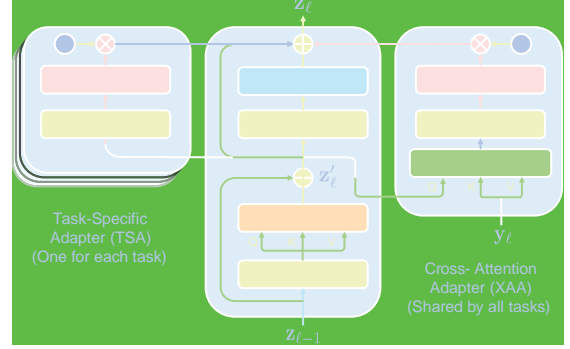 z_ℓ
z′_ℓ
Task-Specific
Adapter (TSA)
(One for each task)
y_ℓ
Cross- Attention
Adapter (XAA)
(Shared by all tasks)
z_{ℓ−1}